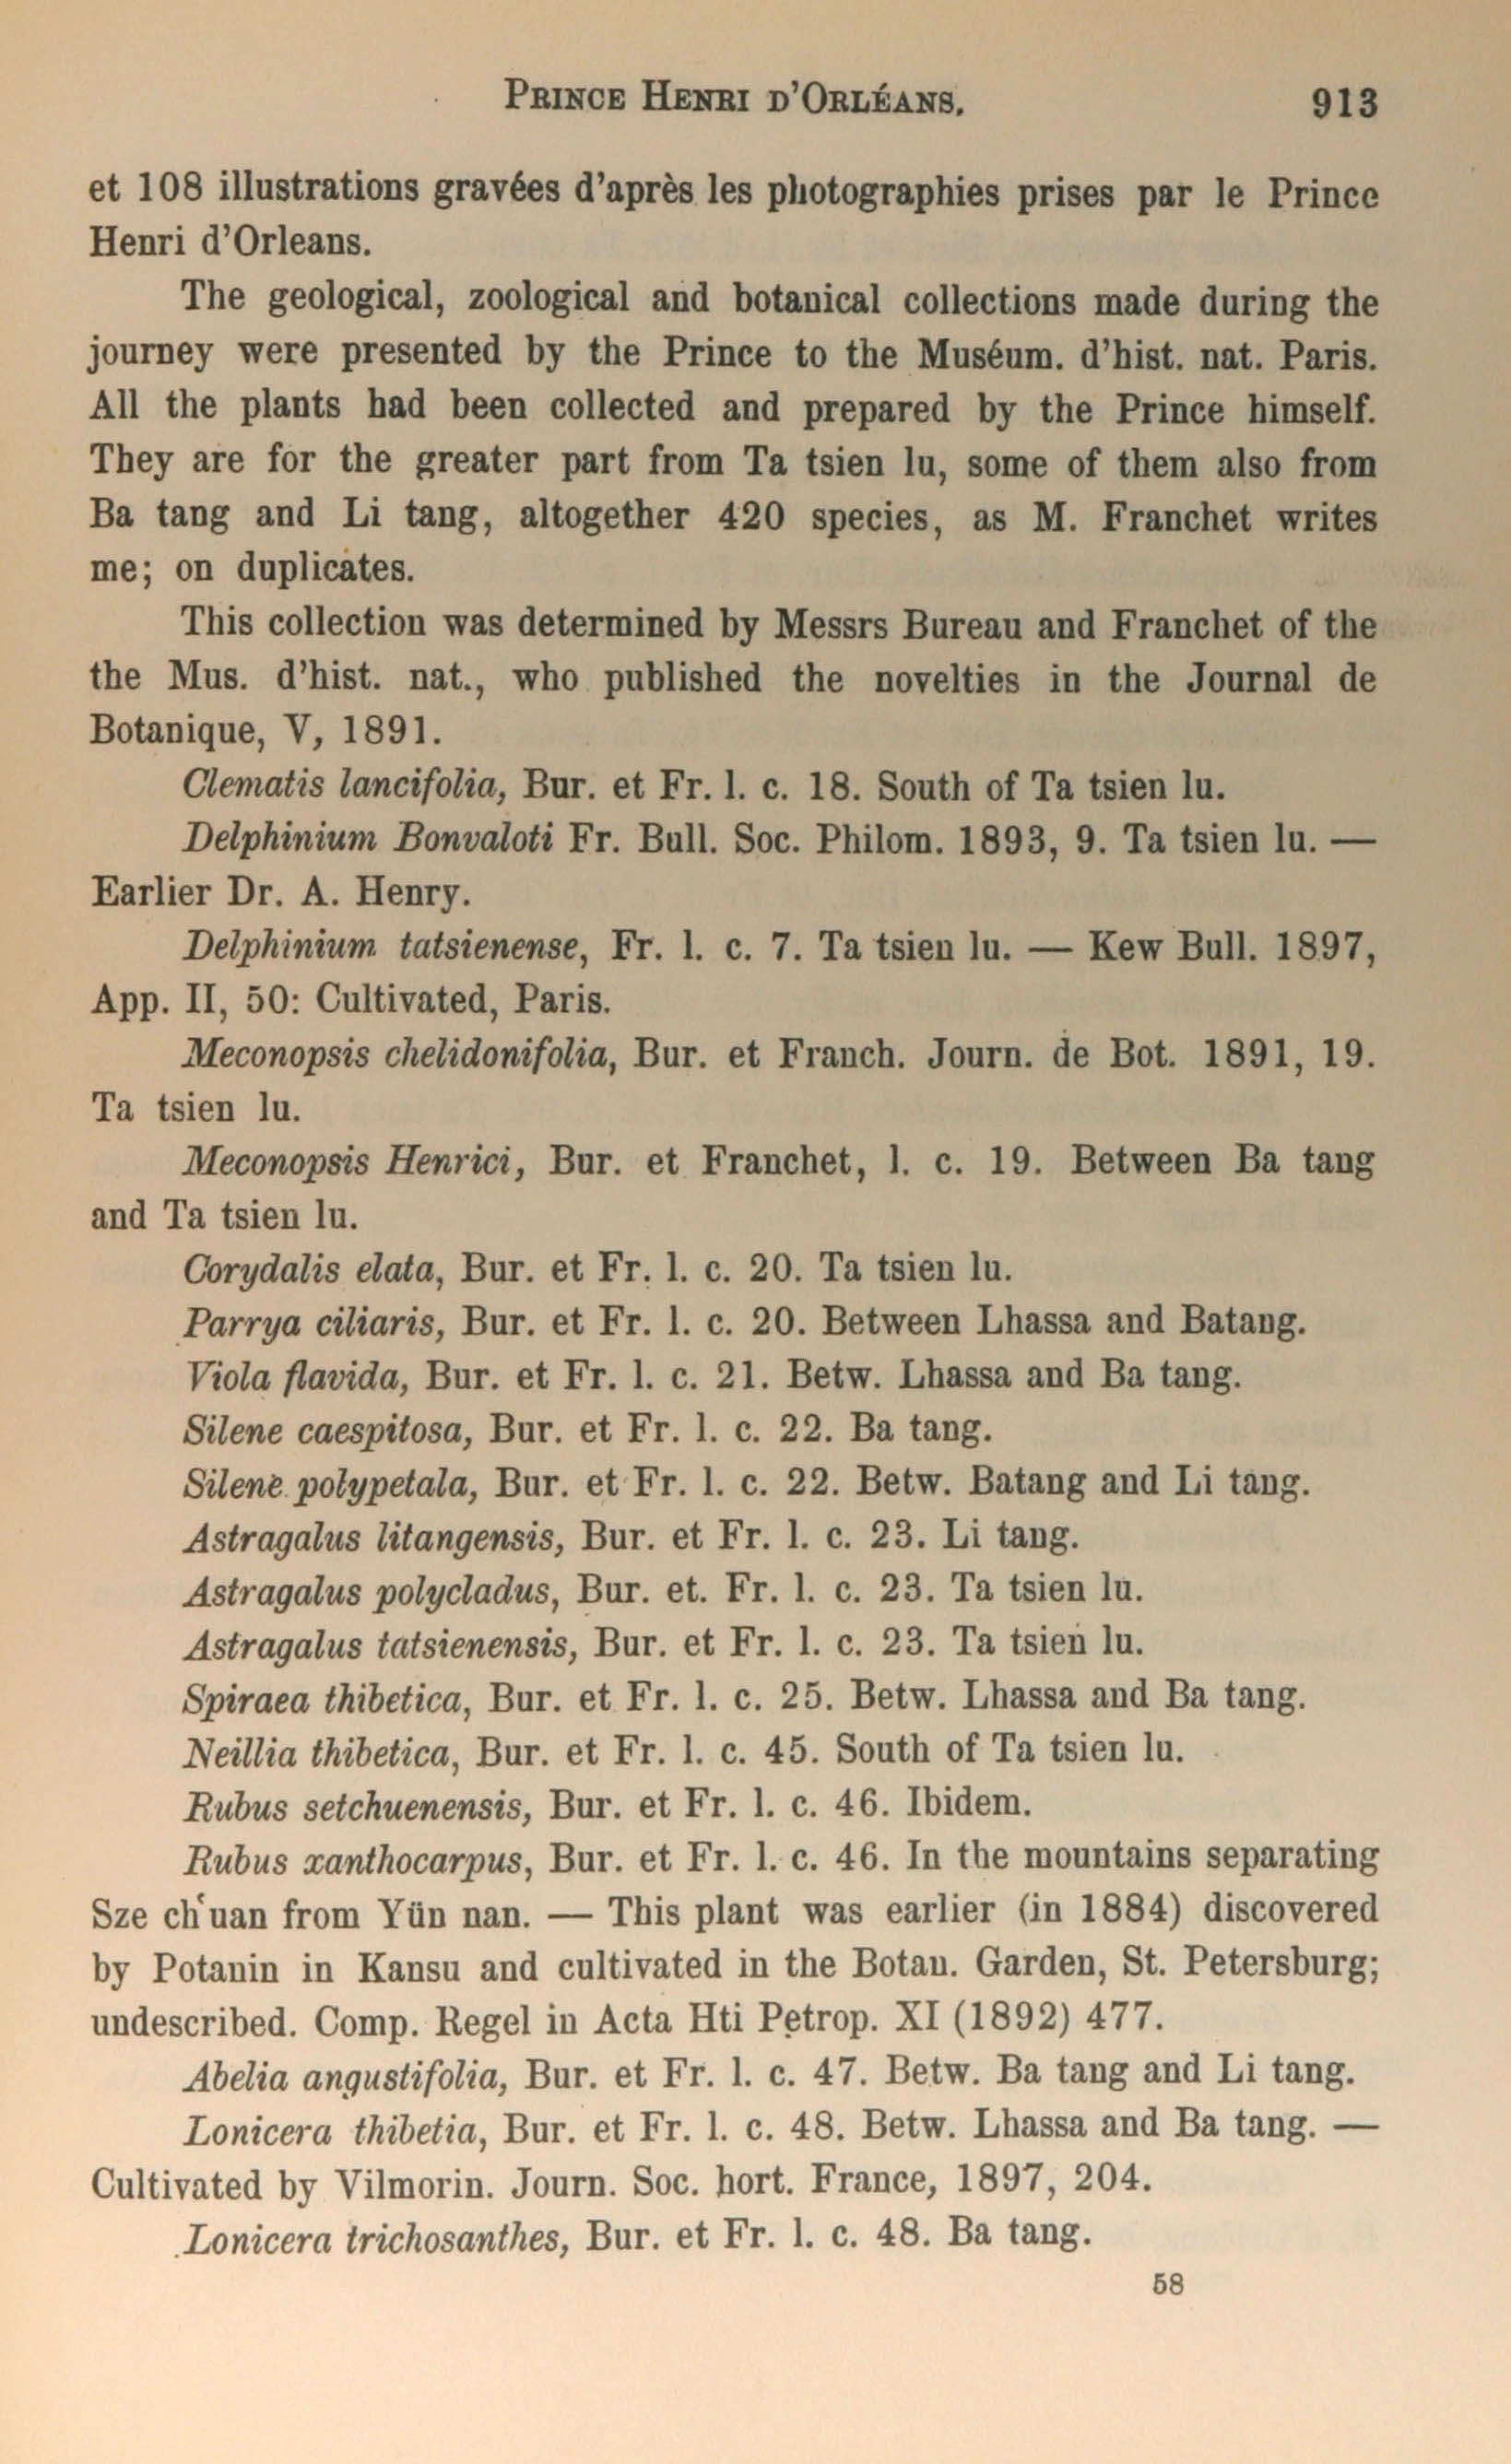 PRINCE HENRI D'ORLÉANS. 913
et 108 illustrations gravées d'après les photographies prises par le Prince
Henri d'Orleans.
The geological, zoological and botanical collections made during the
journey were presented by the Prince to the Muséum. d'hist. nat. Paris.
All the plants had been collected and prepared by the Prince himself.
They are for the greater part from Ta tsien lu, some of them also from
Ba tang and Li tang, altogether 420 species, as M. Franchet writes
me; on duplicates.
This collection was determined by Messrs Bureau and Franchet of the
the Mus. d'hist. nat., who published the novelties in the Journal de
Botanique, V, 1891.
Clematis lancifolia, Bur. et Fr. l. c. 18. South of Ta tsien lu.
Delphinium Bonvaloti Fr. Bull. Soc. Philom. 1893, 9. Ta tsien lu. —
Earlier Dr. A. Henry.
Delphinium tatsienense, Fr. l. c. 7. Ta tsien lu. — Kew Bull. 1897,
App. II, 50: Cultivated, Paris.
Meconopsis chelidonifolia, Bur. et Franch. Journ. de Bot. 1891, 19.
Ta tsien lu.
Meconopsis Henrici, Bur. et Franchet, l. c. 19. Between Ba tang
and Ta tsien lu.
Corydalis elata, Bur. et Fr. l. c. 20. Ta tsien lu.
Parrya ciliaris, Bur. et Fr. l. c. 20. Between Lhassa and Batang.
Viola flavida, Bur. et Fr. l. c. 21. Betw. Lhassa and Ba tang.
Silene caespitosa, Bur. et Fr. l. c. 22. Ba tang.
Silene polypetala, Bur. et Fr. l. c. 22. Betw. Batang and Li tang.
Astragalus litangensis, Bur. et Fr. l. c. 23. Li tang.
Astragalus polycladus, Bur. et. Fr. l. c. 23. Ta tsien lu.
Astragalus tatsienensis, Bur. et Fr. l. c. 23. Ta tsien lu.
Spiraea thibetica, Bur. et Fr. l. c. 25. Betw. Lhassa and Ba tang.
Neillia thibetica, Bur. et Fr. l. c. 45. South of Ta tsien lu.
Rubus setchuenensis, Bur. et Fr. l. c. 46. Ibidem.
Rubus xanthocarpus, Bur. et Fr. l. c. 46. In the mountains separating
Sze ch'uan from Yün nan. — This plant was earlier (in 1884) discovered
by Potanin in Kansu and cultivated in the Botan. Garden, St. Petersburg;
undescribed. Comp. Regel in Acta Hti Petrop. XI (1892) 477.
Abelia angustifolia, Bur. et Fr. l. c. 47. Betw. Ba tang and Li tang.
Lonicera thibetia, Bur. et Fr. l. c. 48. Betw. Lhassa and Ba tang. —
Cultivated by Vilmorin. Journ. Soc. hort. France, 1897, 204.
Lonicera trichosanthes, Bur. et Fr. l. c. 48. Ba tang.
58